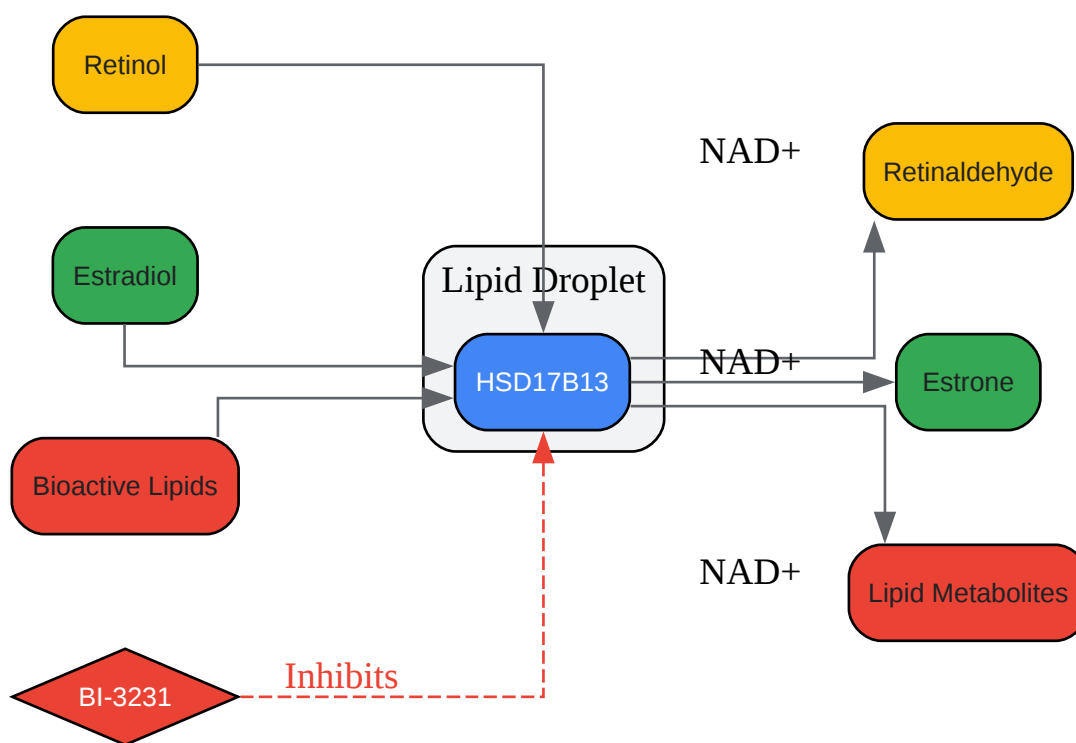 Retinol
NAD+
Retinaldehyde
Estradiol
Lipid Droplet
NAD+
HSD17B13
Estrone
Bioactive Lipids
NAD+
Lipid Metabolites
Inhibits
BI-3231